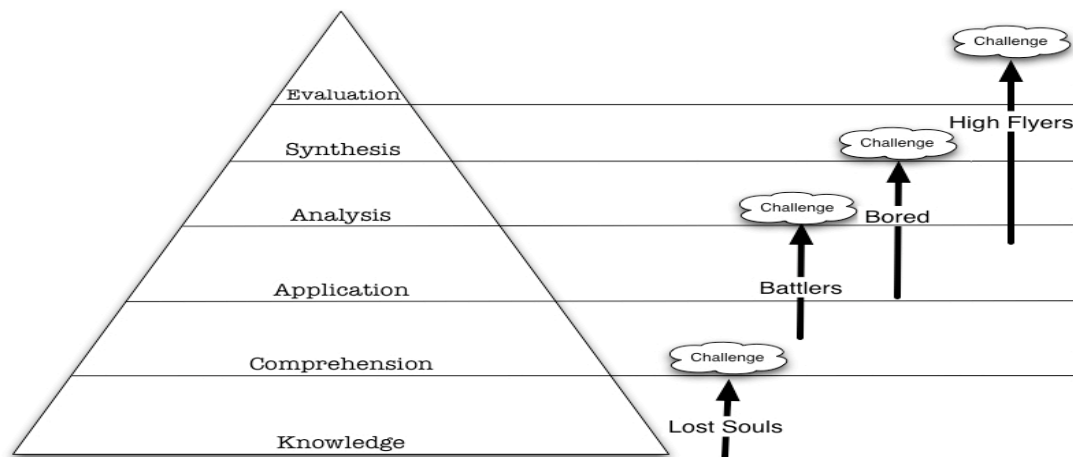 Challenge
Evaluation
High Flyers
Challenge
Synthesis
Challenge
Analysis
Bored
Application
Battlers
Challenge
Comprehension
Lost Souls
Knowledge